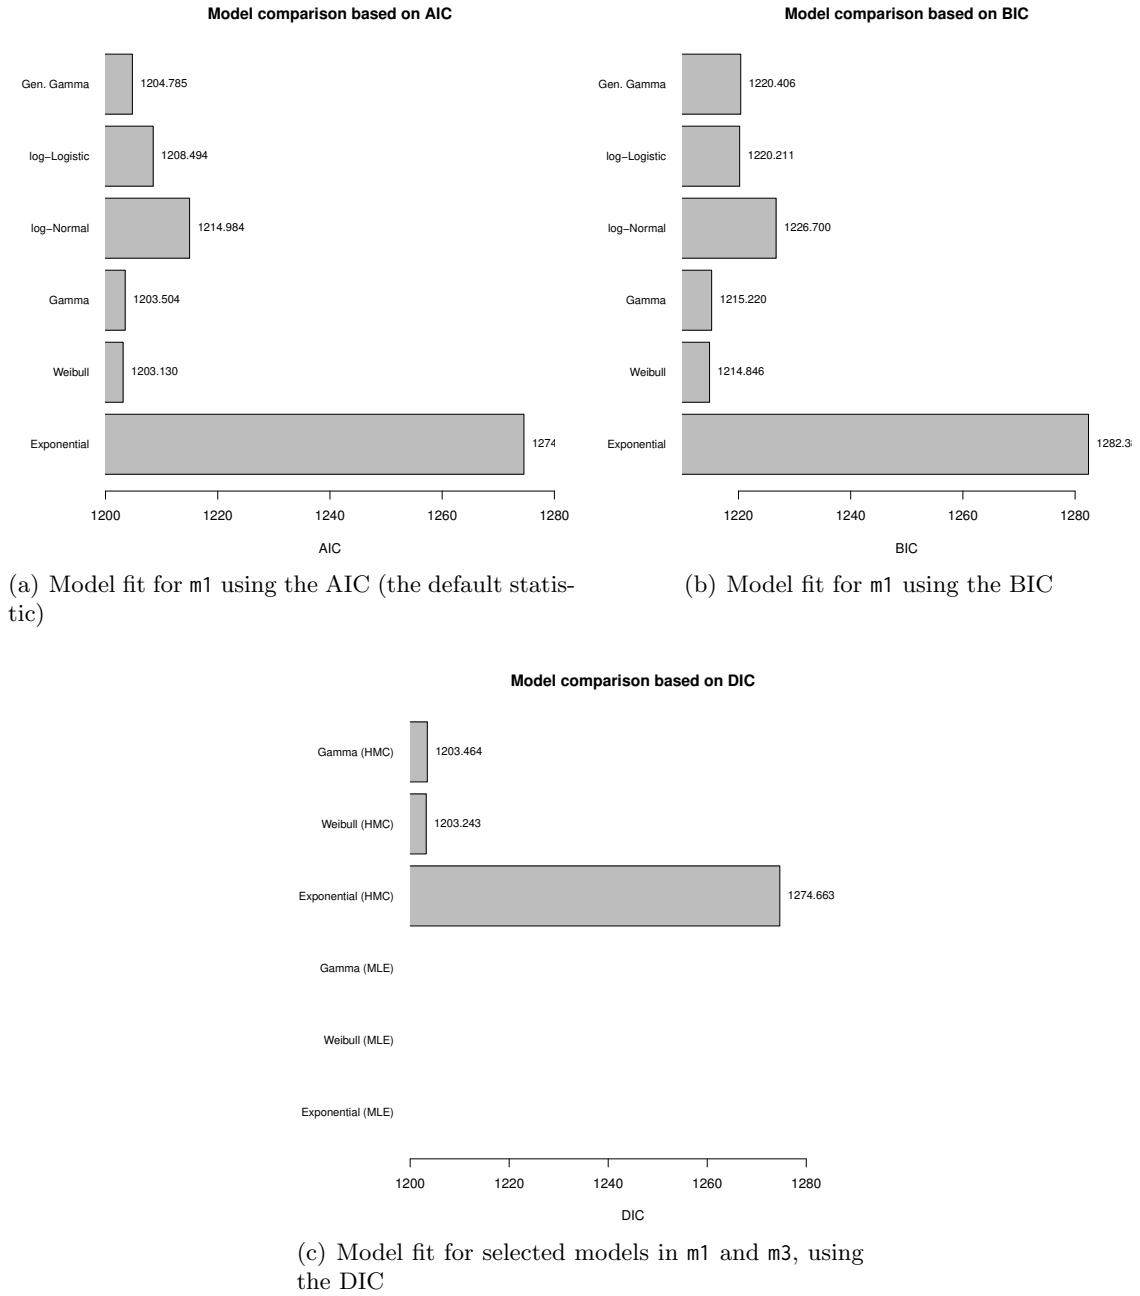 Model comparison based on AIC
Gen. Gamma 1204.785
log−Logistic 1208.494
log−Normal 1214.984
Gamma 1203.504
Weibull 1203.130
Exponential 1274
1200 1220 1240 1260 1280
AIC
(a) Model fit for m1 using the AIC (the default statis-
tic)
Model comparison based on BIC
Gen. Gamma 1220.406
log−Logistic 1220.211
log−Normal 1226.700
Gamma 1215.220
Weibull 1214.846
Exponential 1282.38
1220 1240 1260 1280
BIC
(b) Model fit for m1 using the BIC
Model comparison based on DIC
Gamma (HMC) 1203.464
Weibull (HMC) 1203.243
Exponential (HMC) 1274.663
Gamma (MLE)
Weibull (MLE)
Exponential (MLE)
1200 1220 1240 1260 1280
DIC
(c) Model fit for selected models in m1 and m3, using
the DIC